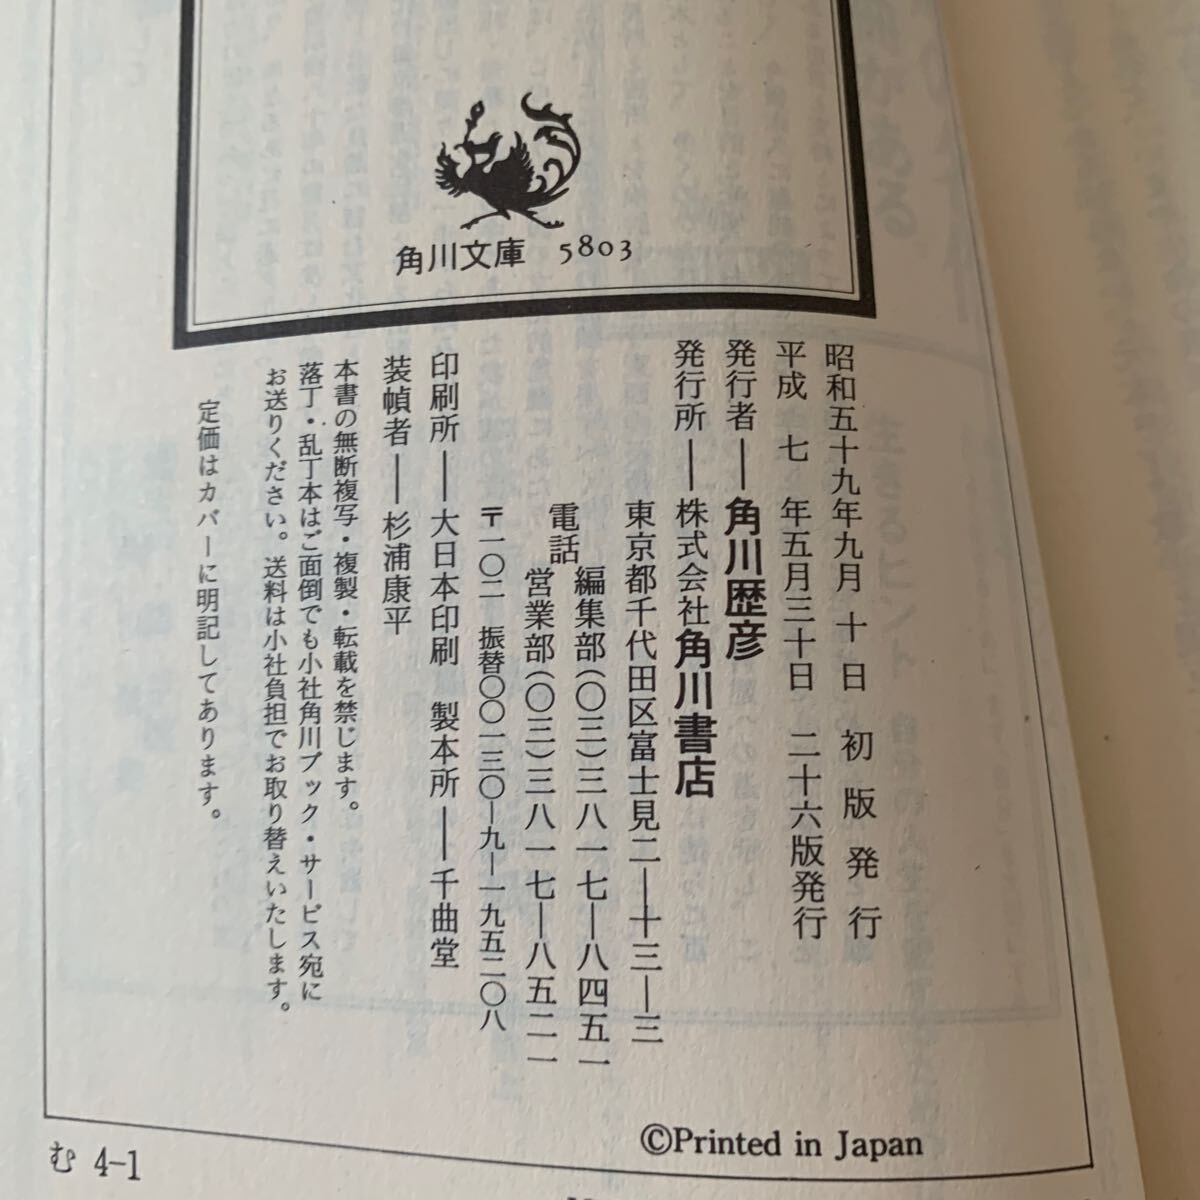 角川文庫 5803
昭和五十九年九月 十 日 初 版 発 行
平成 七 年五月三十日 二十六版発行
発行者――角川歴彦
発行所――株式会社角川書店
東京都千代田区富士見二―十三―三
電話 編集部(〇三)三八一七―八四五一
営業部(〇三)三八一七―八五二一
〒一〇二 振替〇〇一三〇―九―一九五二〇八
印刷所――大日本印刷 製本所――千曲堂
装幀者――杉浦康平
本書の無断複写・複製・転載を禁じます。
落丁・乱丁本はご面倒でも小社角川ブック・サービス宛に
お送りください。送料は小社負担でお取り替えいたします。
定価はカバーに明記してあります。
©Printed in Japan
む 4-1